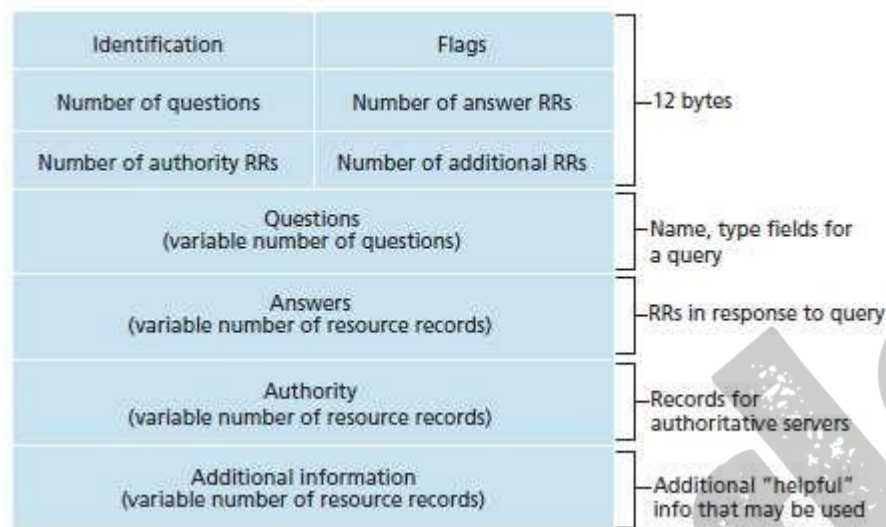 Identification
Flags
Number of questions
Number of answer RRs
12 bytes
Number of authority RRs
Number of additional RRs
Questions
(variable number of questions)
Name, type fields for
a query
Answers
(variable number of resource records)
RRs in response to query
Authority
(variable number of resource records)
Records for
authoritative servers
Additional information
(variable number of resource records)
Additional "helpful"
info that may be used